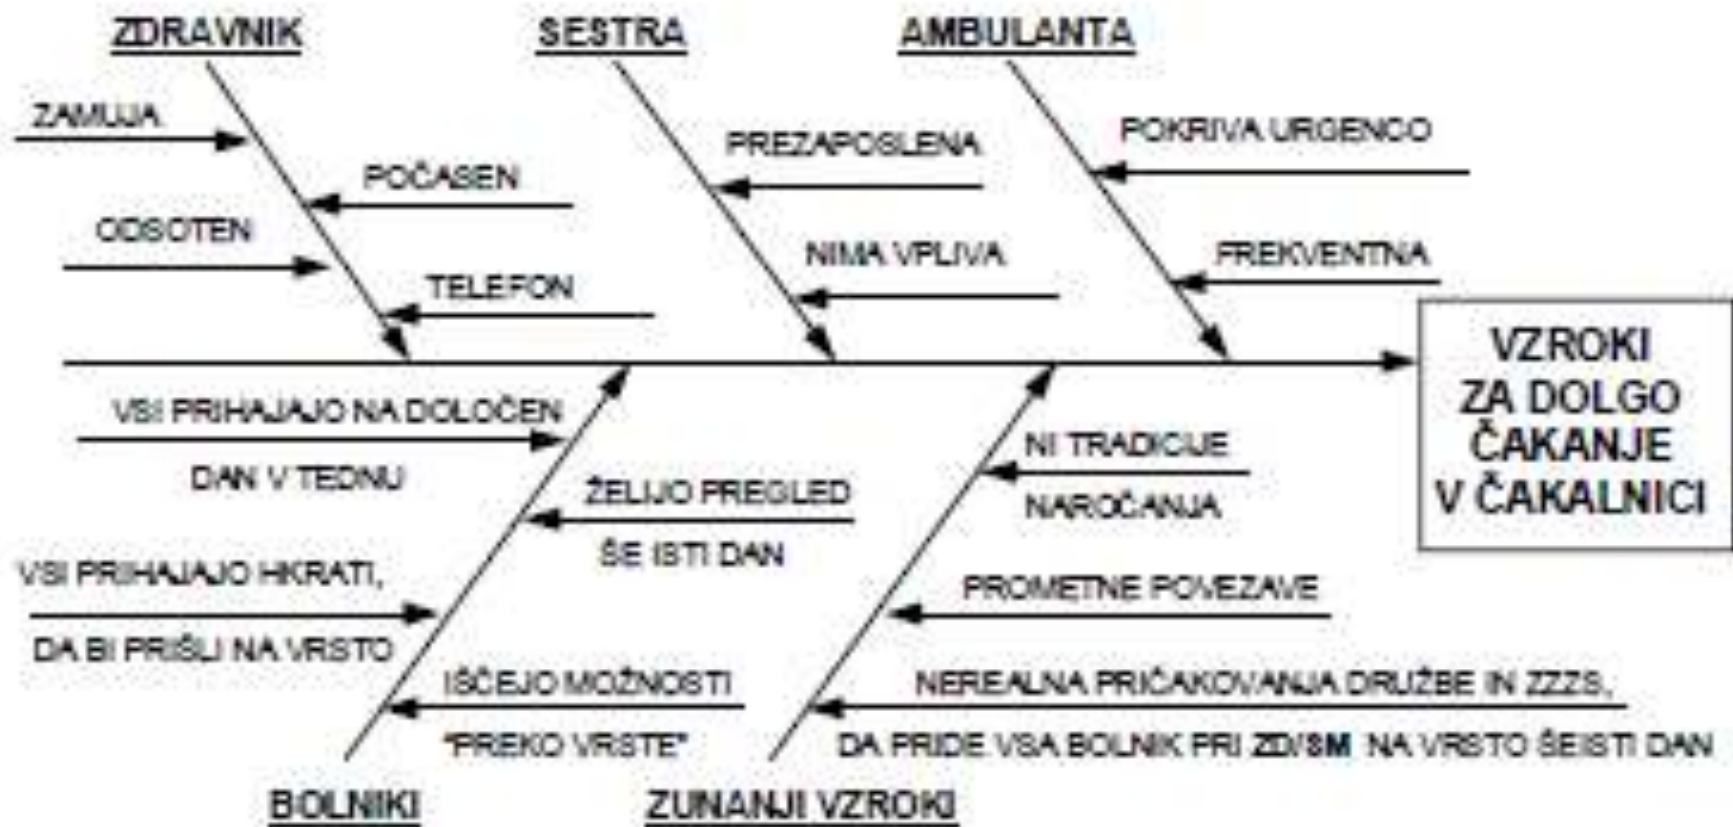 ZDRAVNIK
SESTRA
AMBULANTA
ZAMUJA
POČASEN
ODSOTEN
TELEFON
PREZAPOSLENA
NIMA VPLIVA
POKRIVA URGENCO
FREKVENTNA
VZROKI
ZA DOLGO
ČAKANJE
V ČAKALNICI
VSI PRIHAJAJO NA DOLOČEN
DAN V TEDNU
ŽELIJO PREGLED
ŠE ISTI DAN
VSI PRIHAJAJO HKRATI,
DA BI PRIŠLI NA VRSTO
IŠČEJO MOŽNOSTI
"PREKO VRSTE"
NI TRADICIJE
NAROČANJA
PROMETNE POVEZAVE
NEREALNA PRIČAKOVANJA DRUŽBE IN ZZZS,
DA PRIDE VSA BOLNIK PRI ZD/SM NA VRSTO ŠEISTI DAN
BOLNIKI
ZUNANJI VZROKI